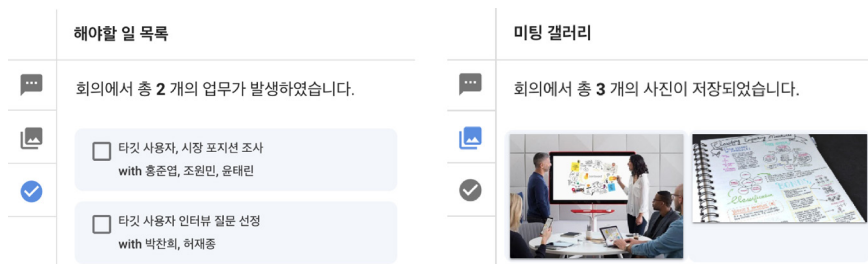 해야할 일 목록
회의에서 총 2 개의 업무가 발생하였습니다.
타깃 사용자, 시장 포지션 조사
with 홍준엽, 조원민, 윤태린
타깃 사용자 인터뷰 질문 선정
with 박찬희, 허재종
미팅 갤러리
회의에서 총 3 개의 사진이 저장되었습니다.